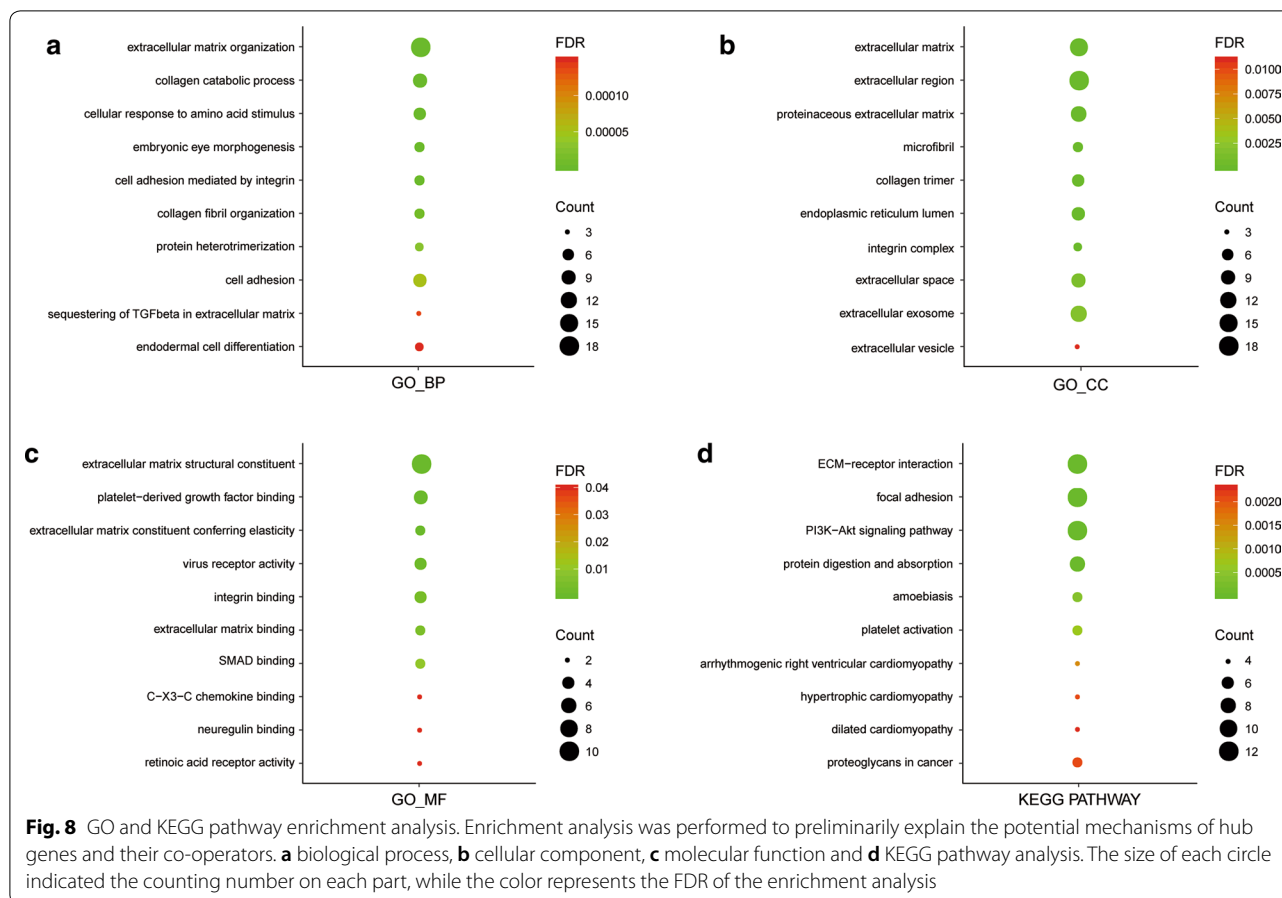 a
extracellular matrix organization
collagen catabolic process
cellular response to amino acid stimulus
embryonic eye morphogenesis
cell adhesion mediated by integrin
collagen fibril organization
protein heterotrimerization
cell adhesion
sequestering of TGFbeta in extracellular matrix
endodermal cell differentiation
GO_BP
FDR
0.00010
0.00005
Count
3
6
9
12
15
18
b
extracellular matrix
extracellular region
proteinaceous extracellular matrix
microfibril
collagen trimer
endoplasmic reticulum lumen
integrin complex
extracellular space
extracellular exosome
extracellular vesicle
GO_CC
FDR
0.0100
0.0075
0.0050
0.0025
Count
3
6
9
12
15
18
c
extracellular matrix structural constituent
platelet−derived growth factor binding
extracellular matrix constituent conferring elasticity
virus receptor activity
integrin binding
extracellular matrix binding
SMAD binding
C−X3−C chemokine binding
neuregulin binding
retinoic acid receptor activity
GO_MF
FDR
0.04
0.03
0.02
0.01
Count
2
4
6
8
10
d
ECM−receptor interaction
focal adhesion
PI3K−Akt signaling pathway
protein digestion and absorption
amoebiasis
platelet activation
arrhythmogenic right ventricular cardiomyopathy
hypertrophic cardiomyopathy
dilated cardiomyopathy
proteoglycans in cancer
KEGG PATHWAY
FDR
0.0020
0.0015
0.0010
0.0005
Count
4
6
8
10
12
Fig. 8 GO and KEGG pathway enrichment analysis. Enrichment analysis was performed to preliminarily explain the potential mechanisms of hub
genes and their co-operators. a biological process, b cellular component, c molecular function and d KEGG pathway analysis. The size of each circle
indicated the counting number on each part, while the color represents the FDR of the enrichment analysis